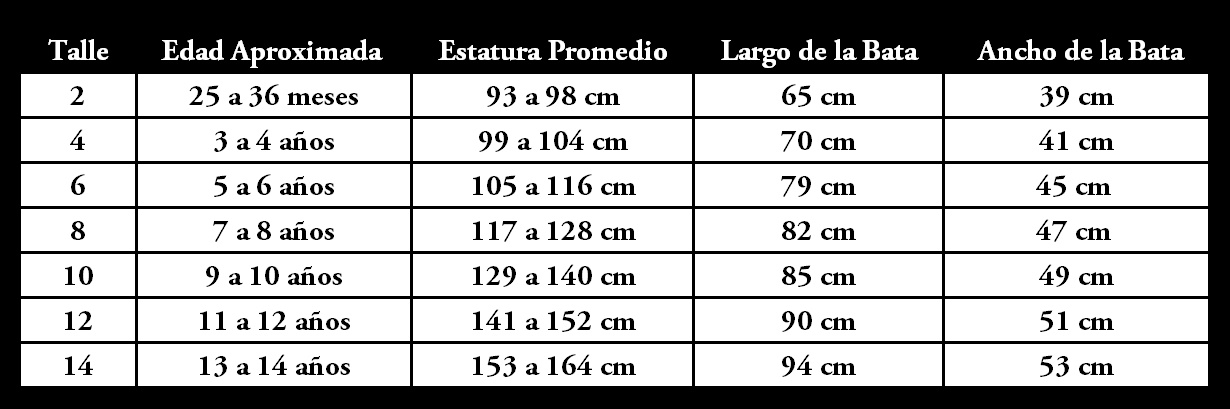 Talle Edad Aproximada Estatura Promedio Largo de la Bata Ancho de la Bata
2 25 a 36 meses 93 a 98 cm 65 cm 39 cm
4 3 a 4 años 99 a 104 cm 70 cm 41 cm
6 5 a 6 años 105 a 116 cm 79 cm 45 cm
8 7 a 8 años 117 a 128 cm 82 cm 47 cm
10 9 a 10 años 129 a 140 cm 85 cm 49 cm
12 11 a 12 años 141 a 152 cm 90 cm 51 cm
14 13 a 14 años 153 a 164 cm 94 cm 53 cm